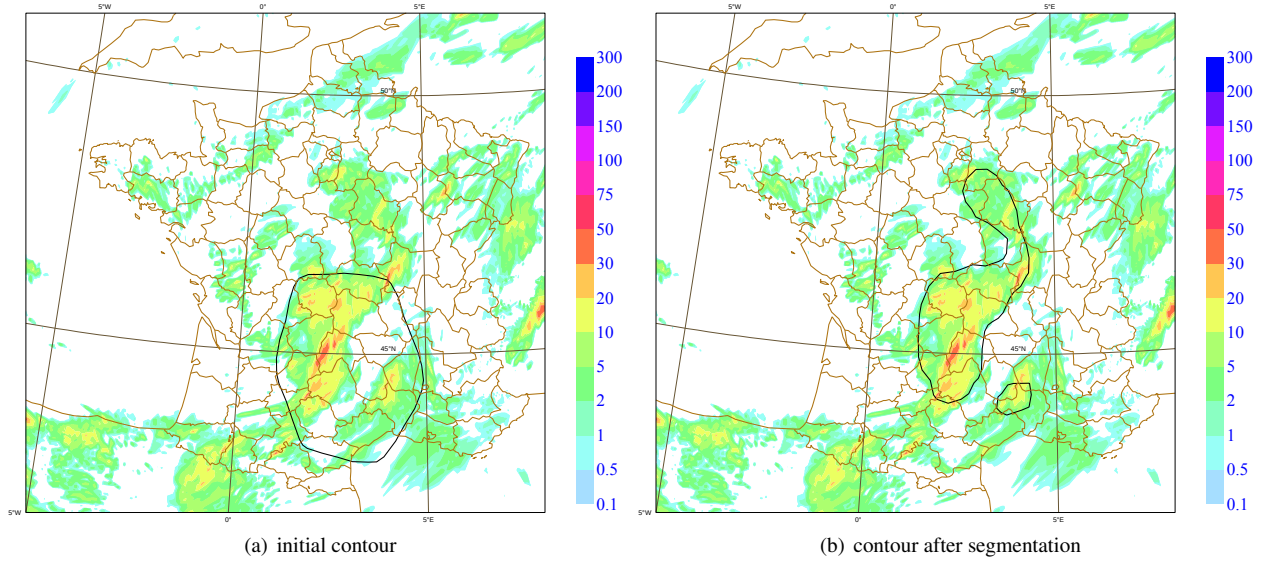 5°W 0° 5°E 5°W 0° 5°E
300 300
200 200
50°N 50°N
150 150
100 100
75 75
50 50
30 30
20 20
10 10
45°N 45°N
5 5
2 2
1 1
0.5 0.5
0.1 0.1
5°W 5°W
0° 5°E 0° 5°E
(a) initial contour (b) contour after segmentation